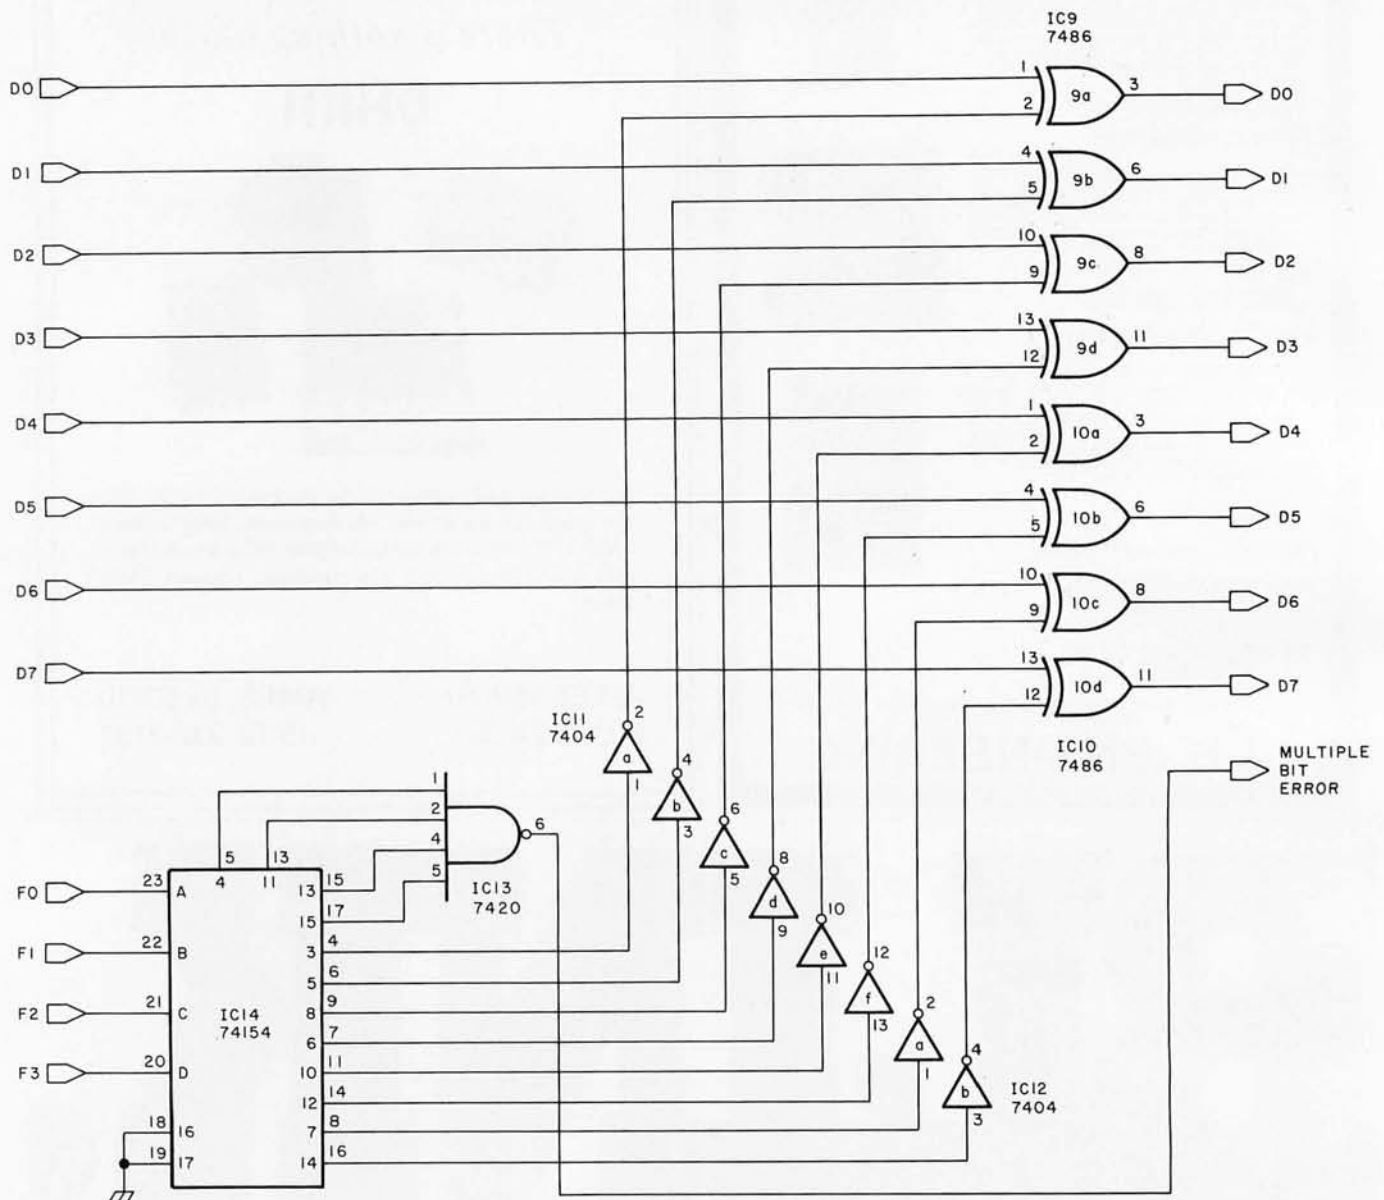 IC9
7486
D0
1
2
9a
3
D0
D1
4
5
9b
6
D1
D2
10
9
9c
8
D2
D3
13
12
9d
11
D3
D4
1
2
10a
3
D4
D5
4
5
10b
6
D5
D6
10
9
10c
8
D6
D7
13
12
10d
11
D7
IC10
7486
MULTIPLE
BIT
ERROR
IC11
7404
2
a
1
4
b
3
6
c
5
8
d
9
10
e
11
12
f
13
2
a
1
4
b
3
IC12
7404
1
2
4
5
6
IC13
7420
5
13
4
11
F0
23
A
13
15
15
17
F1
22
B
3
4
5
6
F2
21
C
IC14
74154
8
9
6
7
F3
20
D
10
11
12
14
18
16
7
8
19
17
14
16